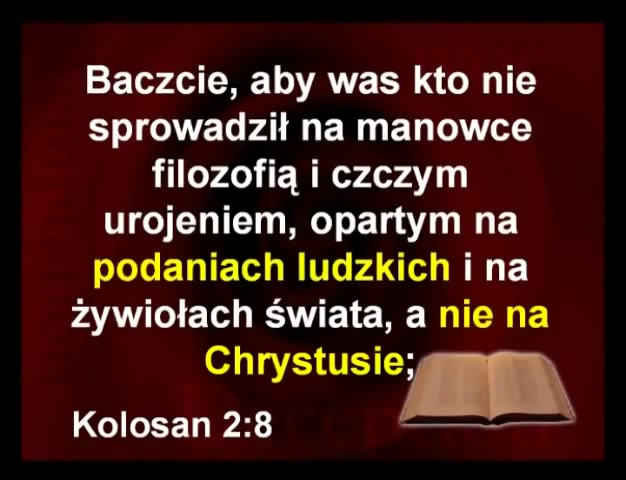 Baczcie, aby was kto nie
sprowadził na manowce
filozofią i czczym
urojeniem, opartym na
podaniach ludzkich i na
żywiołach świata, a nie na
Chrystusie;
Kolosan 2:8